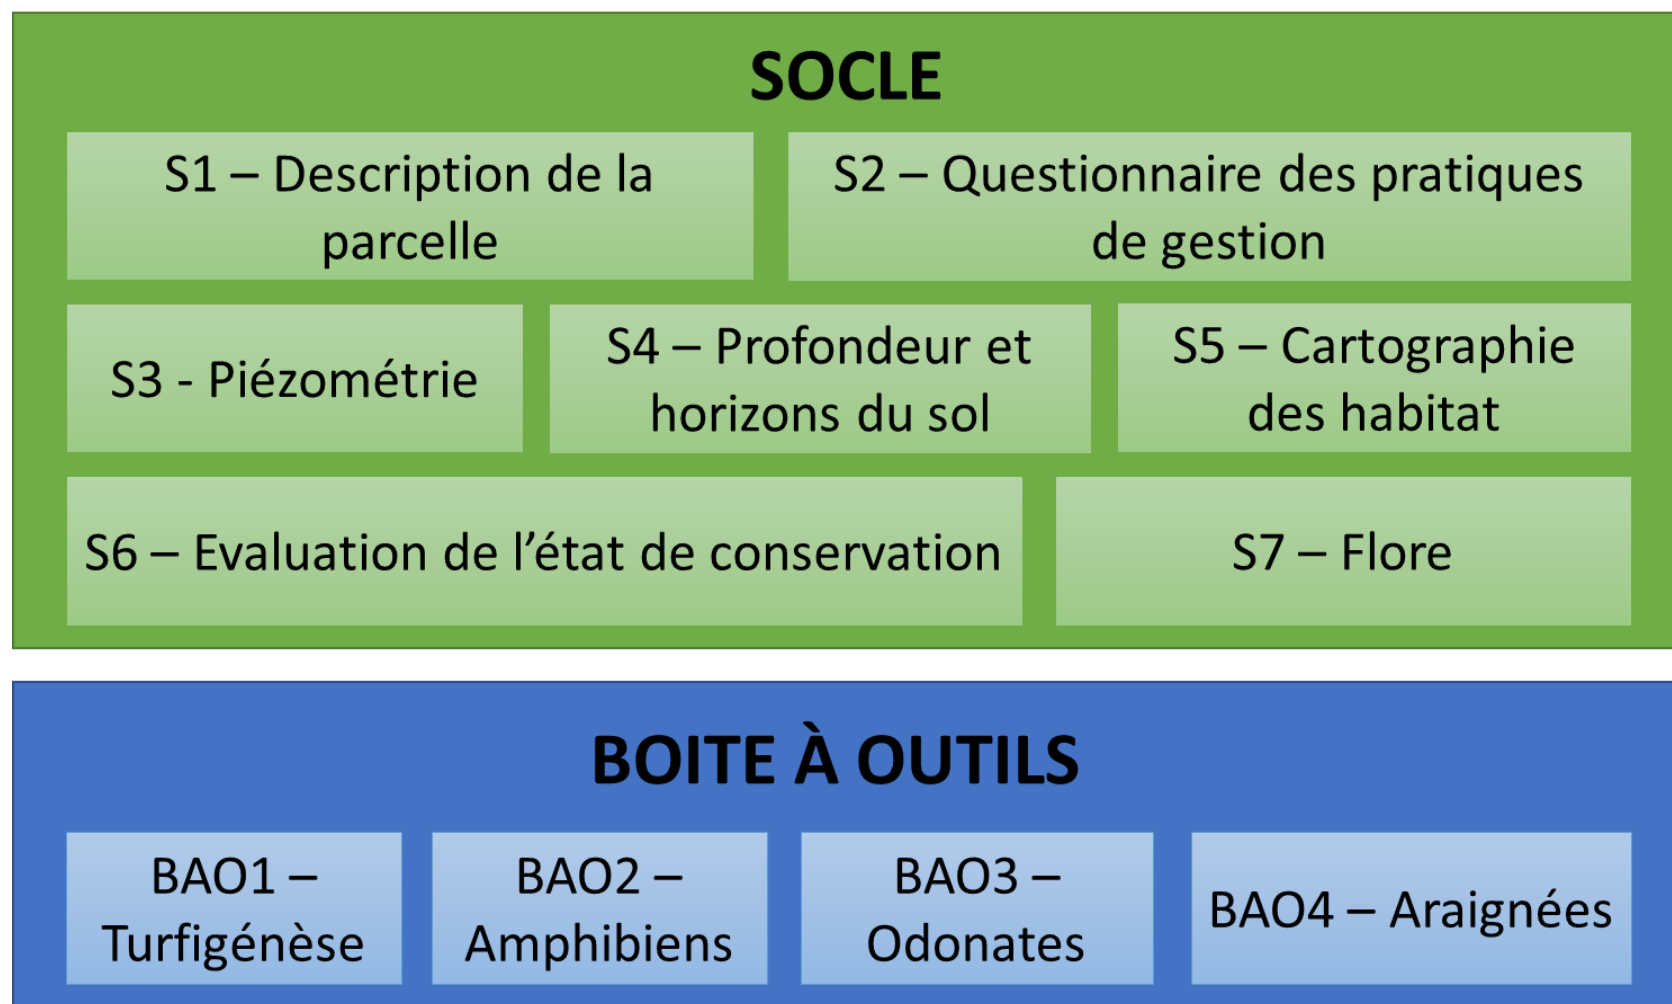 SOCLE
S1 – Description de la
parcelle
S2 – Questionnaire des pratiques
de gestion
S3 - Piézométrie
S4 – Profondeur et
horizons du sol
S5 – Cartographie
des habitat
S6 – Evaluation de l’état de conservation
S7 – Flore
BOITE À OUTILS
BAO1 –
Turfigénèse
BAO2 –
Amphibiens
BAO3 –
Odonates
BAO4 – Araignées